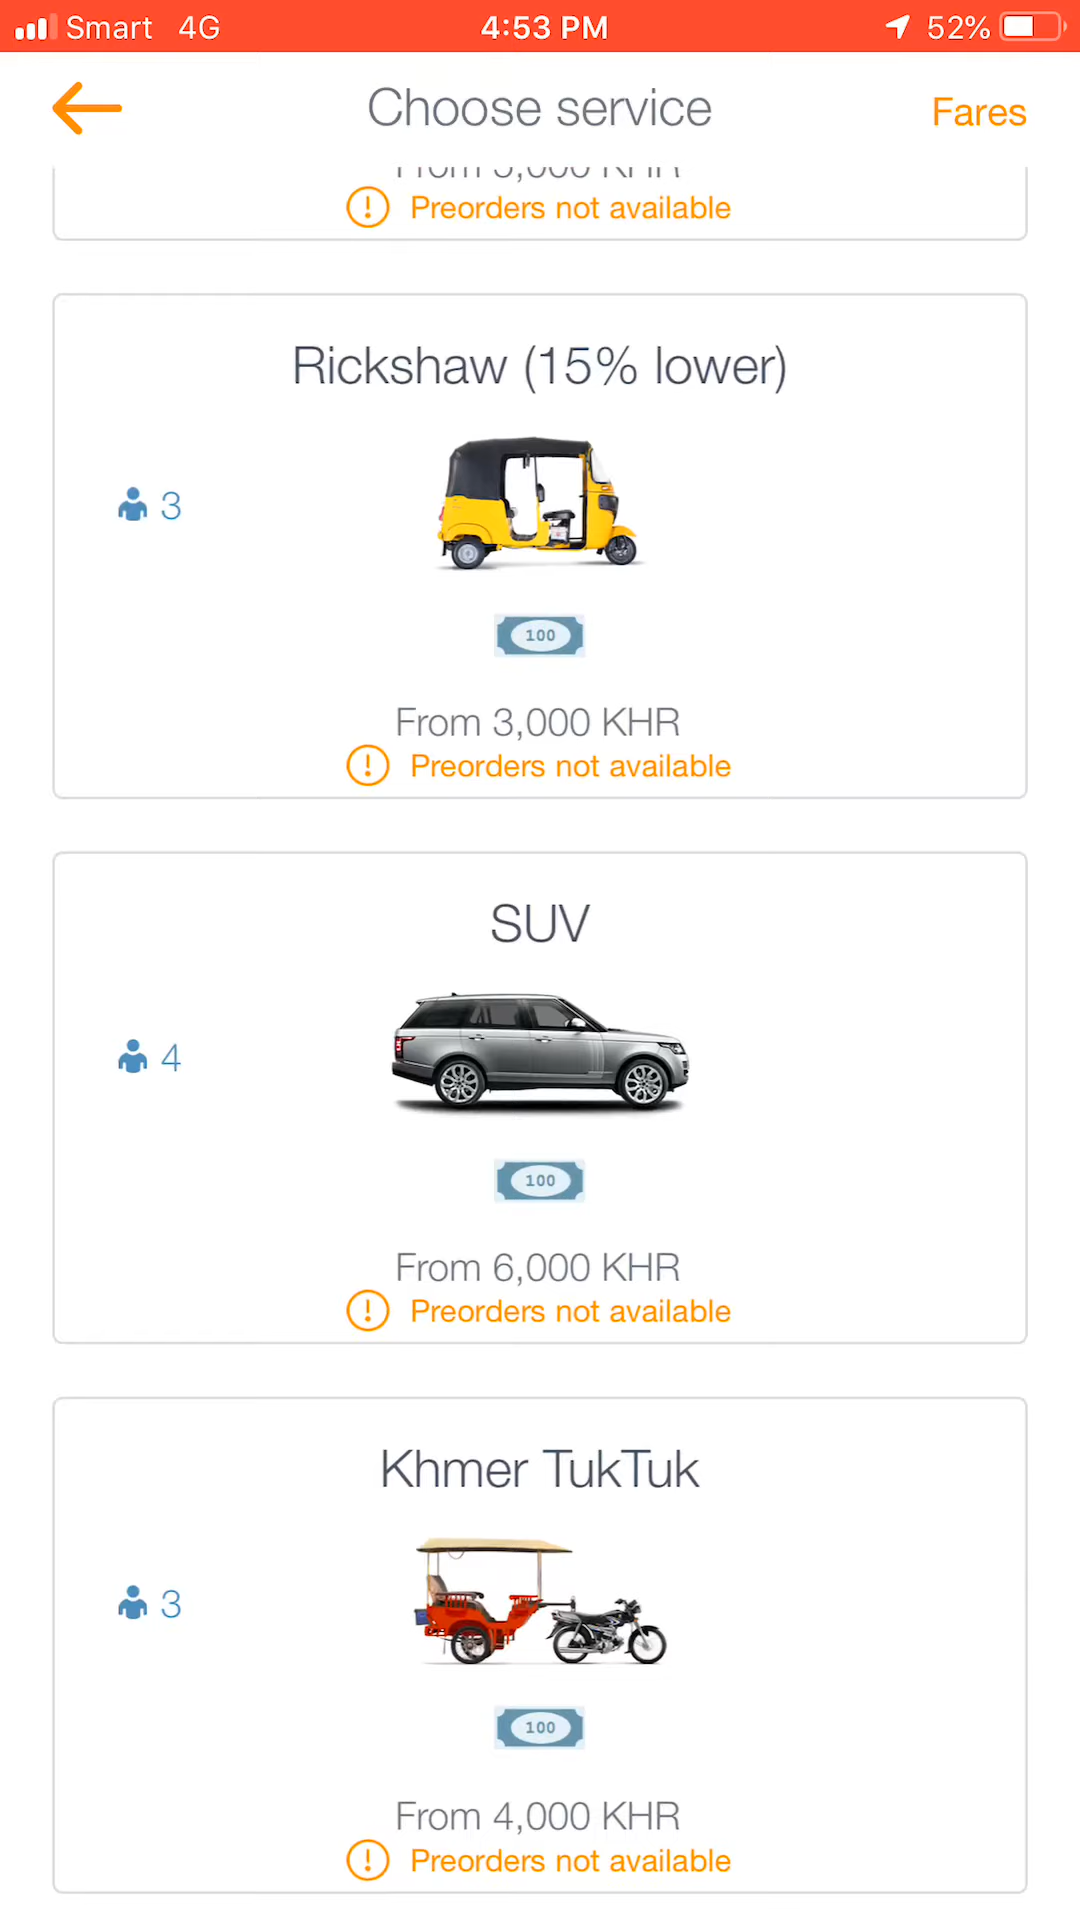 Smart 4G 4:53 PM 52%
Choose service
Fares
Preorders not available
Rickshaw (15% lower)
3
100
From 3,000 KHR
Preorders not available
SUV
4
100
From 6,000 KHR
Preorders not available
Khmer TukTuk
3
100
From 4,000 KHR
Preorders not available